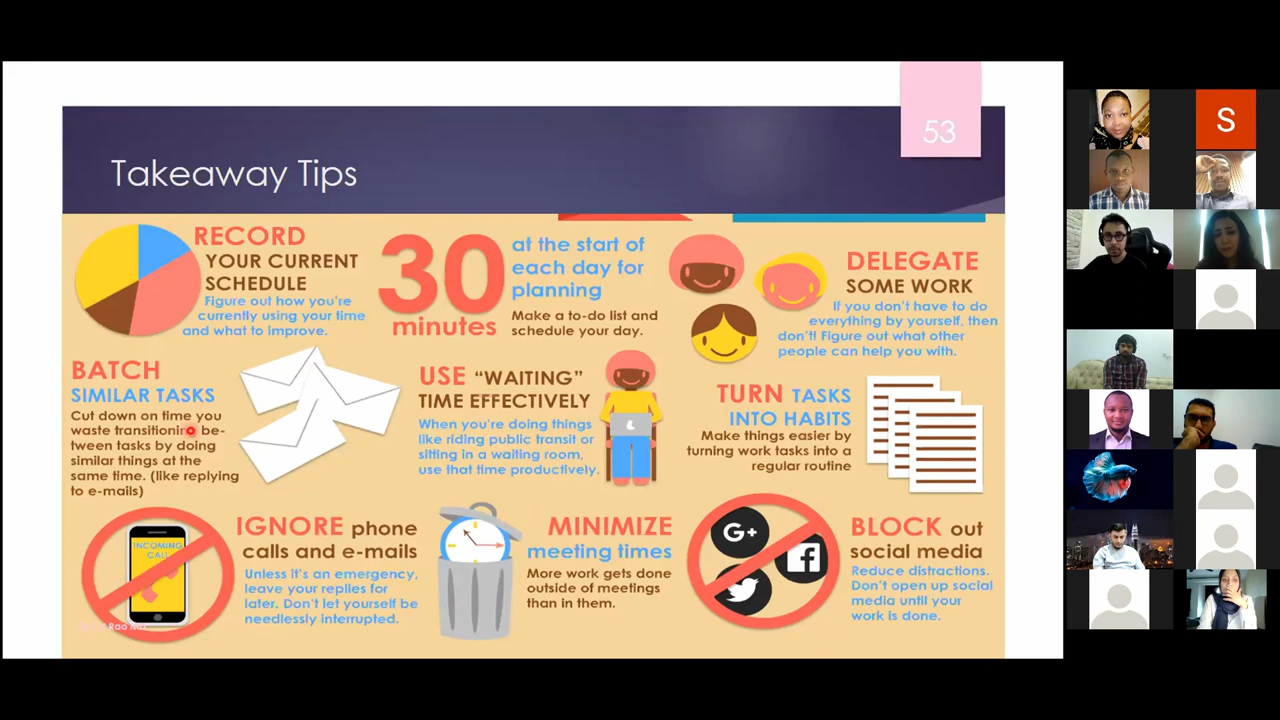 53
Takeaway Tips
RECORD
YOUR CURRENT
SCHEDULE
Figure out how you're
currently using your time
and what to improve.
30
minutes
at the start of
each day for
planning
Make a to-do list and
schedule your day.
DELEGATE
SOME WORK
If you don't have to do
everything by yourself, then
don't! Figure out what other
people can help you with.
BATCH
SIMILAR TASKS
Cut down on time you
waste transitioning be-
tween tasks by doing
similar things at the
same time. (like replying
to e-mails)
USE "WAITING"
TIME EFFECTIVELY
When you're doing things
like riding public transit or
sitting in a waiting room,
use that time productively.
TURN TASKS
INTO HABITS
Make things easier by
turning work tasks into a
regular routine
INCOMING
CALL
IGNORE phone
calls and e-mails
Unless it's an emergency,
leave your replies for
later. Don't let yourself be
needlessly interrupted.
MINIMIZE
meeting times
More work gets done
outside of meetings
than in them.
G+
f
BLOCK out
social media
Reduce distractions.
Don't open up social
media until your
work is done.
S